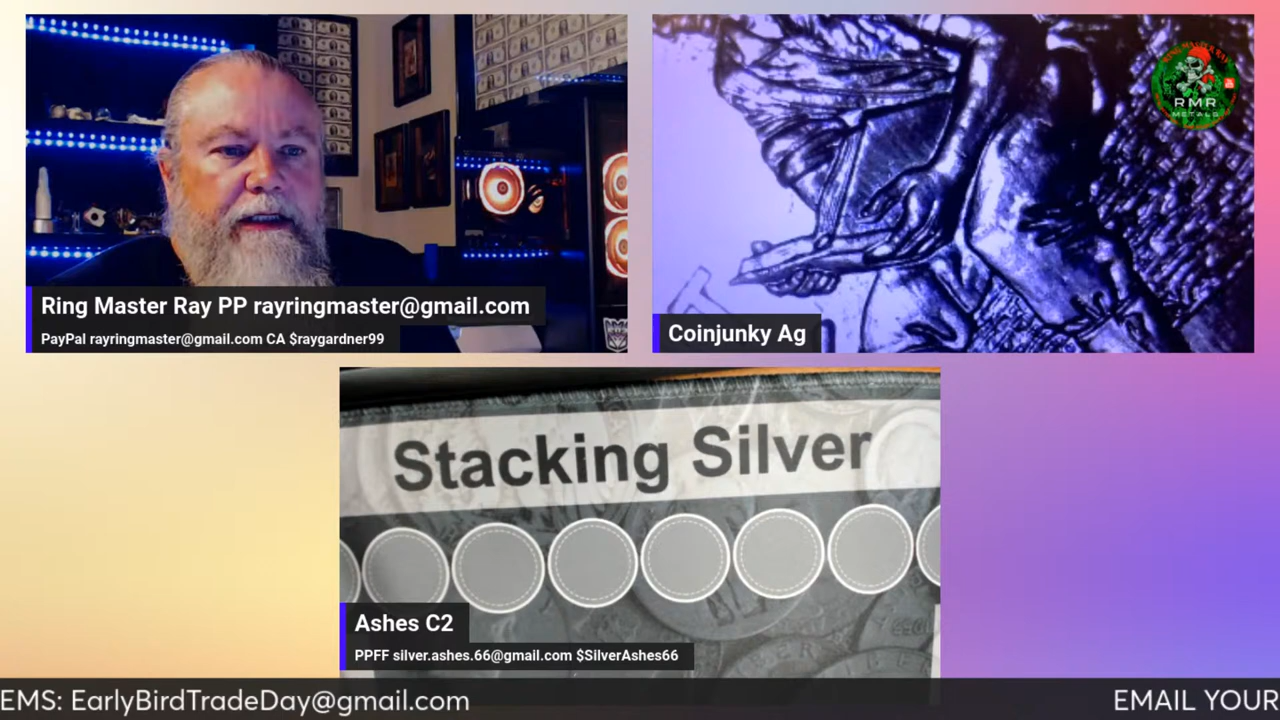 Ring Master Ray PP rayringmaster@gmail.com
PayPal rayringmaster@gmail.com CA $raygardner99
RMR
METALS
Coinjunky Ag
Stacking Silver
Ashes C2
PPFF silver.ashes.66@gmail.com $SilverAshes66
EMS: EarlyBirdTradeDay@gmail.com
EMAIL YOUR